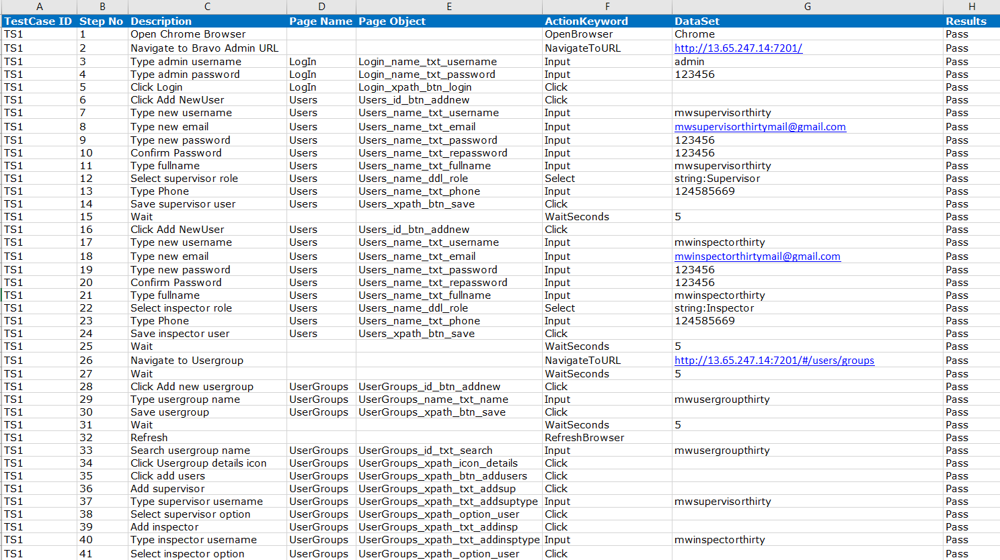 A B C D E F G H
TestCase ID Step No Description Page Name Page Object ActionKeyword DataSet Results
TS1 1 Open Chrome Browser OpenBrowser Chrome Pass
TS1 2 Navigate to Bravo Admin URL NavigateToURL http://13.65.247.14:7201/ Pass
TS1 3 Type admin username LogIn Login_name_txt_username Input admin Pass
TS1 4 Type admin password LogIn Login_name_txt_password Input 123456 Pass
TS1 5 Click Login LogIn Login_xpath_btn_login Click Pass
TS1 6 Click Add NewUser Users Users_id_btn_addnew Click Pass
TS1 7 Type new username Users Users_name_txt_username Input mwsupervisorthirty Pass
TS1 8 Type new email Users Users_name_txt_email Input mwsupervisorthirtymail@gmail.com Pass
TS1 9 Type new password Users Users_name_txt_password Input 123456 Pass
TS1 10 Confirm Password Users Users_name_txt_repassword Input 123456 Pass
TS1 11 Type fullname Users Users_name_txt_fullname Input mwsupervisorthirty Pass
TS1 12 Select supervisor role Users Users_name_ddl_role Select string:Supervisor Pass
TS1 13 Type Phone Users Users_name_txt_phone Input 124585669 Pass
TS1 14 Save supervisor user Users Users_xpath_btn_save Click Pass
TS1 15 Wait WaitSeconds 5 Pass
TS1 16 Click Add NewUser Users Users_id_btn_addnew Click Pass
TS1 17 Type new username Users Users_name_txt_username Input mwinspectorthirty Pass
TS1 18 Type new email Users Users_name_txt_email Input mwinspectorthirtymail@gmail.com Pass
TS1 19 Type new password Users Users_name_txt_password Input 123456 Pass
TS1 20 Confirm Password Users Users_name_txt_repassword Input 123456 Pass
TS1 21 Type fullname Users Users_name_txt_fullname Input mwinspectorthirty Pass
TS1 22 Select inspector role Users Users_name_ddl_role Select string:Inspector Pass
TS1 23 Type Phone Users Users_name_txt_phone Input 124585669 Pass
TS1 24 Save inspector user Users Users_xpath_btn_save Click Pass
TS1 25 Wait WaitSeconds 5 Pass
TS1 26 Navigate to Usergroup NavigateToURL http://13.65.247.14:7201/#/users/groups Pass
TS1 27 Wait WaitSeconds 5 Pass
TS1 28 Click Add new usergroup UserGroups UserGroups_id_btn_addnew Click Pass
TS1 29 Type usergroup name UserGroups UserGroups_name_txt_name Input mwusergroupthirty Pass
TS1 30 Save usergroup UserGroups UserGroups_xpath_btn_save Click Pass
TS1 31 Wait WaitSeconds 5 Pass
TS1 32 Refresh RefreshBrowser Pass
TS1 33 Search usergroup name UserGroups UserGroups_id_txt_search Input mwusergroupthirty Pass
TS1 34 Click Usergroup details icon UserGroups UserGroups_xpath_icon_details Click Pass
TS1 35 Click add users UserGroups UserGroups_xpath_btn_addusers Click Pass
TS1 36 Add supervisor UserGroups UserGroups_xpath_txt_addsup Click Pass
TS1 37 Type supervisor username UserGroups UserGroups_xpath_txt_addsuptype Input mwsupervisorthirty Pass
TS1 38 Select supervisor option UserGroups UserGroups_xpath_option_user Click Pass
TS1 39 Add inspector UserGroups UserGroups_xpath_txt_addinsp Click Pass
TS1 40 Type inspector username UserGroups UserGroups_xpath_txt_addinsptype Input mwinspectorthirty Pass
TS1 41 Select inspector option UserGroups UserGroups_xpath_option_user Click Pass